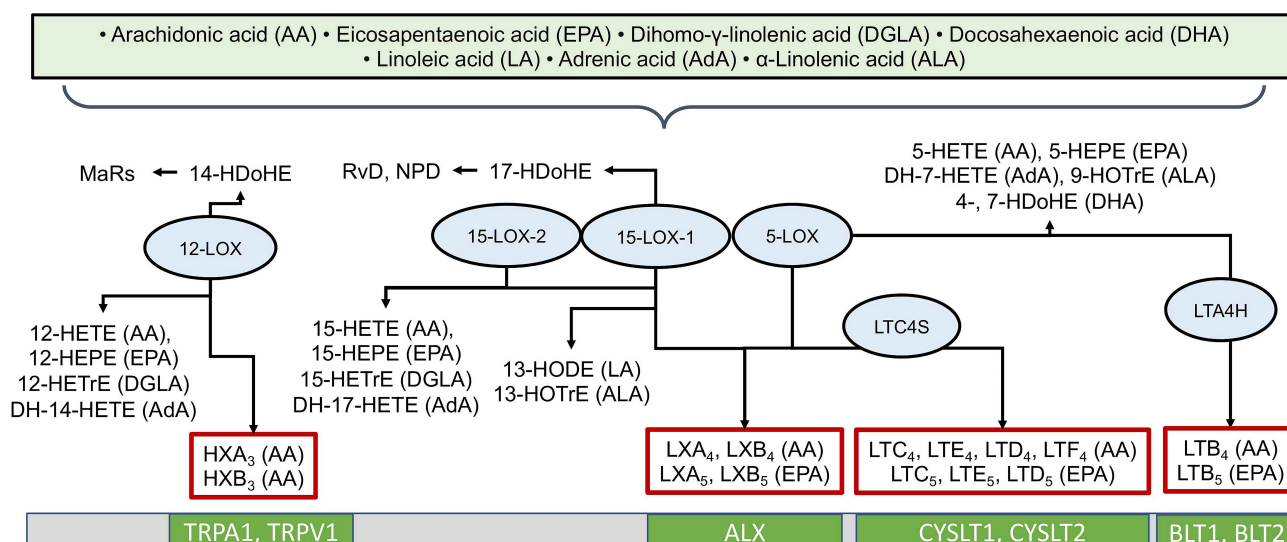 • Arachidonic acid (AA) • Eicosapentaenoic acid (EPA) • Dihomo-γ-linolenic acid (DGLA) • Docosahexaenoic acid (DHA)
• Linoleic acid (LA) • Adrenic acid (AdA) • α-Linolenic acid (ALA)
5-HETE (AA), 5-HEPE (EPA)
DH-7-HETE (AdA), 9-HOTrE (ALA)
4-, 7-HDoHE (DHA)
MaRs
14-HDoHE
RvD, NPD
17-HDoHE
12-LOX
15-LOX-2
15-LOX-1
5-LOX
LTC4S
LTA4H
12-HETE (AA),
12-HEPE (EPA)
12-HETrE (DGLA)
DH-14-HETE (AdA)
15-HETE (AA),
15-HEPE (EPA)
15-HETrE (DGLA)
DH-17-HETE (AdA)
13-HODE (LA)
13-HOTrE (ALA)
HXA₃ (AA)
HXB₃ (AA)
LXA₄, LXB₄ (AA)
LXA₅, LXB₅ (EPA)
LTC₄, LTE₄, LTD₄, LTF₄ (AA)
LTC₅, LTE₅, LTD₅ (EPA)
LTB₄ (AA)
LTB₅ (EPA)
TRPA1, TRPV1
ALX
CYSLT1, CYSLT2
BLT1, BLT2